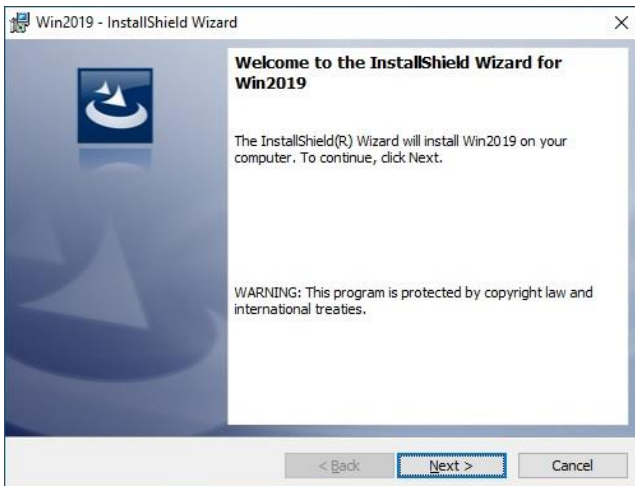 Win2019 - InstallShield Wizard
Welcome to the InstallShield Wizard for
Win2019
The InstallShield(R) Wizard will install Win2019 on your
computer. To continue, click Next.
WARNING: This program is protected by copyright law and
international treaties.
< Back
Next >
Cancel